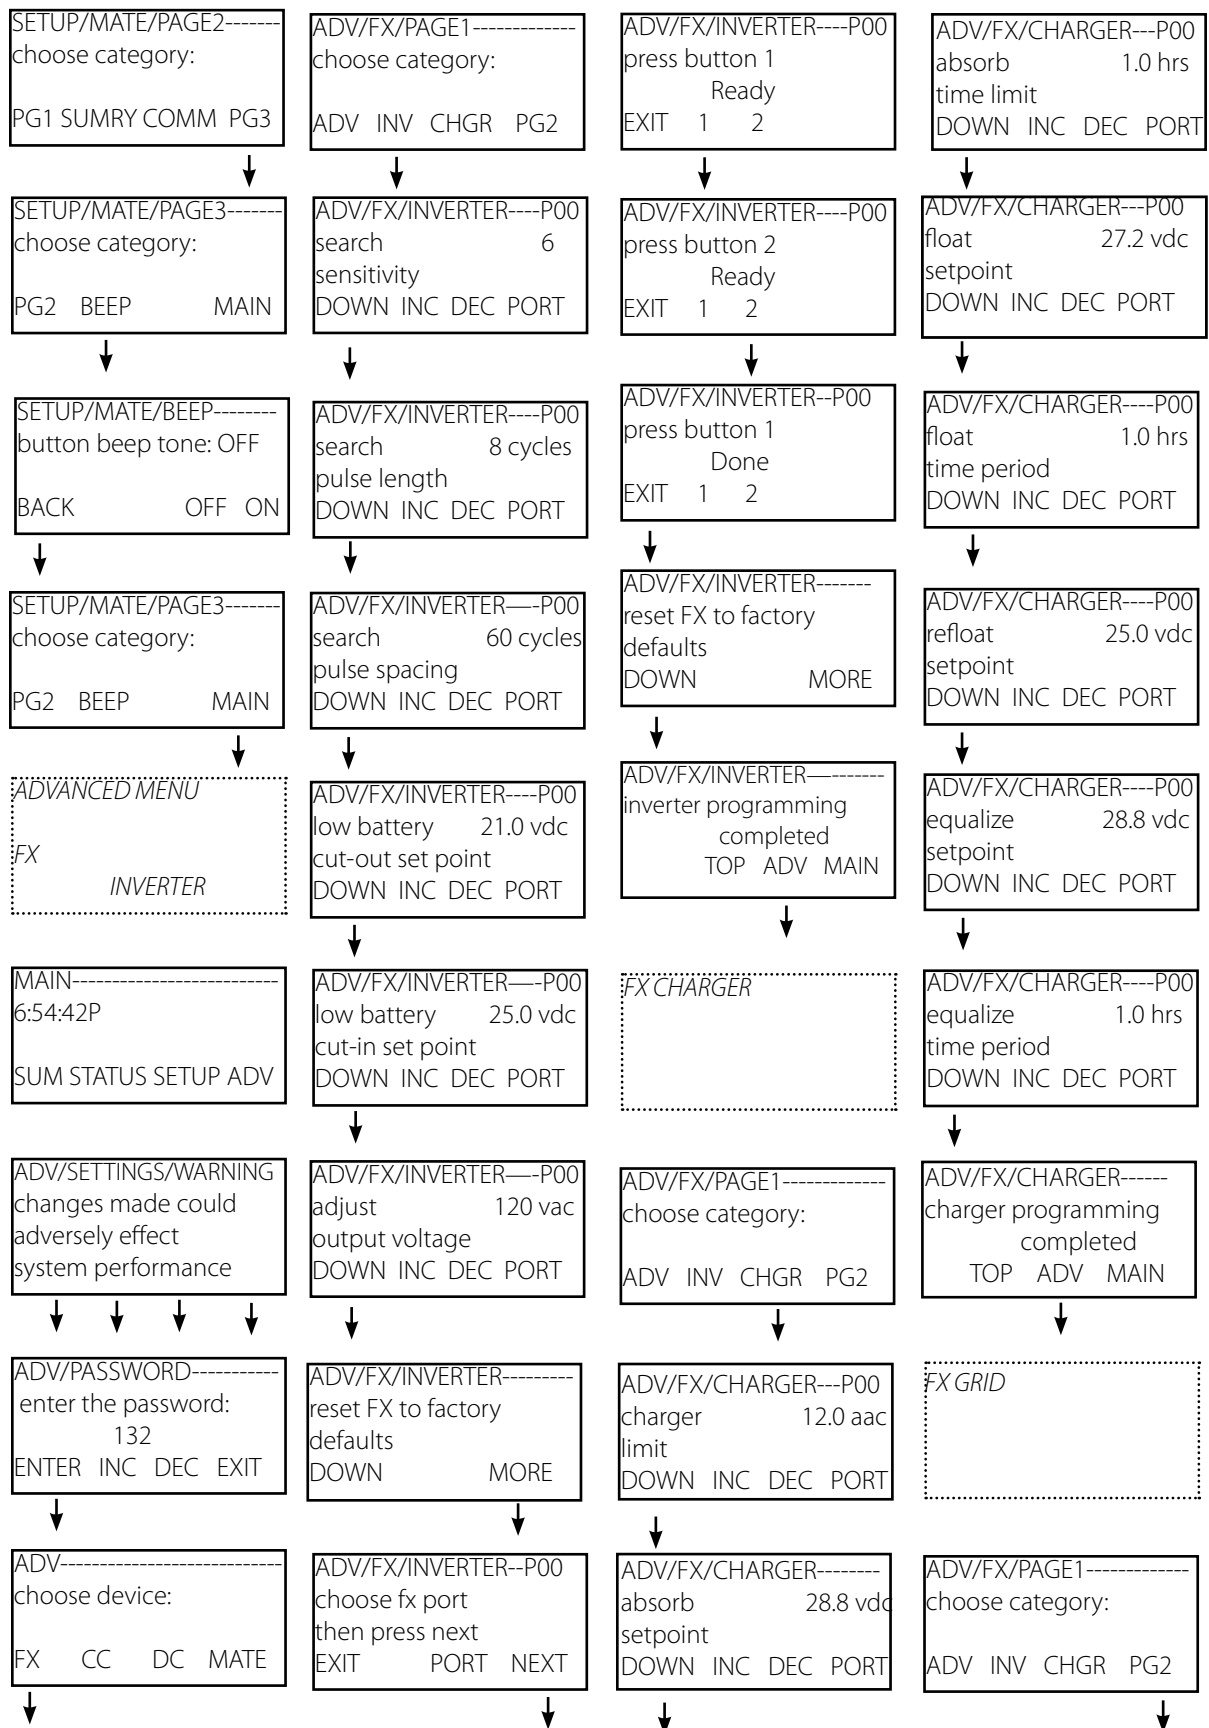 SETUP/MATE/PAGE2-------
choose category:
PG1 SUMRY COMM PG3
SETUP/MATE/PAGE3-------
choose category:
PG2 BEEP MAIN
SETUP/MATE/BEEP--------
button beep tone: OFF
BACK OFF ON
SETUP/MATE/PAGE3-------
choose category:
PG2 BEEP MAIN
ADVANCED MENU
FX
INVERTER
MAIN--------------------------
6:54:42P
SUM STATUS SETUP ADV
ADV/SETTINGS/WARNING
changes made could
adversely effect
system performance
ADV/PASSWORD-----------
enter the password:
132
ENTER INC DEC EXIT
ADV----------------------------
choose device:
FX CC DC MATE
ADV/FX/PAGE1-------------
choose category:
ADV INV CHGR PG2
ADV/FX/INVERTER----P00
search 6
sensitivity
DOWN INC DEC PORT
ADV/FX/INVERTER----P00
search 8 cycles
pulse length
DOWN INC DEC PORT
ADV/FX/INVERTER—-P00
search 60 cycles
pulse spacing
DOWN INC DEC PORT
ADV/FX/INVERTER----P00
low battery 21.0 vdc
cut-out set point
DOWN INC DEC PORT
ADV/FX/INVERTER—-P00
low battery 25.0 vdc
cut-in set point
DOWN INC DEC PORT
ADV/FX/INVERTER—-P00
adjust 120 vac
output voltage
DOWN INC DEC PORT
ADV/FX/INVERTER---------
reset FX to factory
defaults
DOWN MORE
ADV/FX/INVERTER--P00
choose fx port
then press next
EXIT PORT NEXT
ADV/FX/INVERTER----P00
press button 1
Ready
EXIT 1 2
ADV/FX/INVERTER----P00
press button 2
Ready
EXIT 1 2
ADV/FX/INVERTER--P00
press button 1
Done
EXIT 1 2
ADV/FX/INVERTER-------
reset FX to factory
defaults
DOWN MORE
ADV/FX/INVERTER—-------
inverter programming
completed
TOP ADV MAIN
FX CHARGER
ADV/FX/PAGE1-------------
choose category:
ADV INV CHGR PG2
ADV/FX/CHARGER---P00
charger 12.0 aac
limit
DOWN INC DEC PORT
ADV/FX/CHARGER--------
absorb 28.8 vdc
setpoint
DOWN INC DEC PORT
ADV/FX/CHARGER---P00
absorb 1.0 hrs
time limit
DOWN INC DEC PORT
ADV/FX/CHARGER---P00
float 27.2 vdc
setpoint
DOWN INC DEC PORT
ADV/FX/CHARGER----P00
float 1.0 hrs
time period
DOWN INC DEC PORT
ADV/FX/CHARGER----P00
refloat 25.0 vdc
setpoint
DOWN INC DEC PORT
ADV/FX/CHARGER----P00
equalize 28.8 vdc
setpoint
DOWN INC DEC PORT
ADV/FX/CHARGER----P00
equalize 1.0 hrs
time period
DOWN INC DEC PORT
ADV/FX/CHARGER------
charger programming
completed
TOP ADV MAIN
FX GRID
ADV/FX/PAGE1-------------
choose category:
ADV INV CHGR PG2